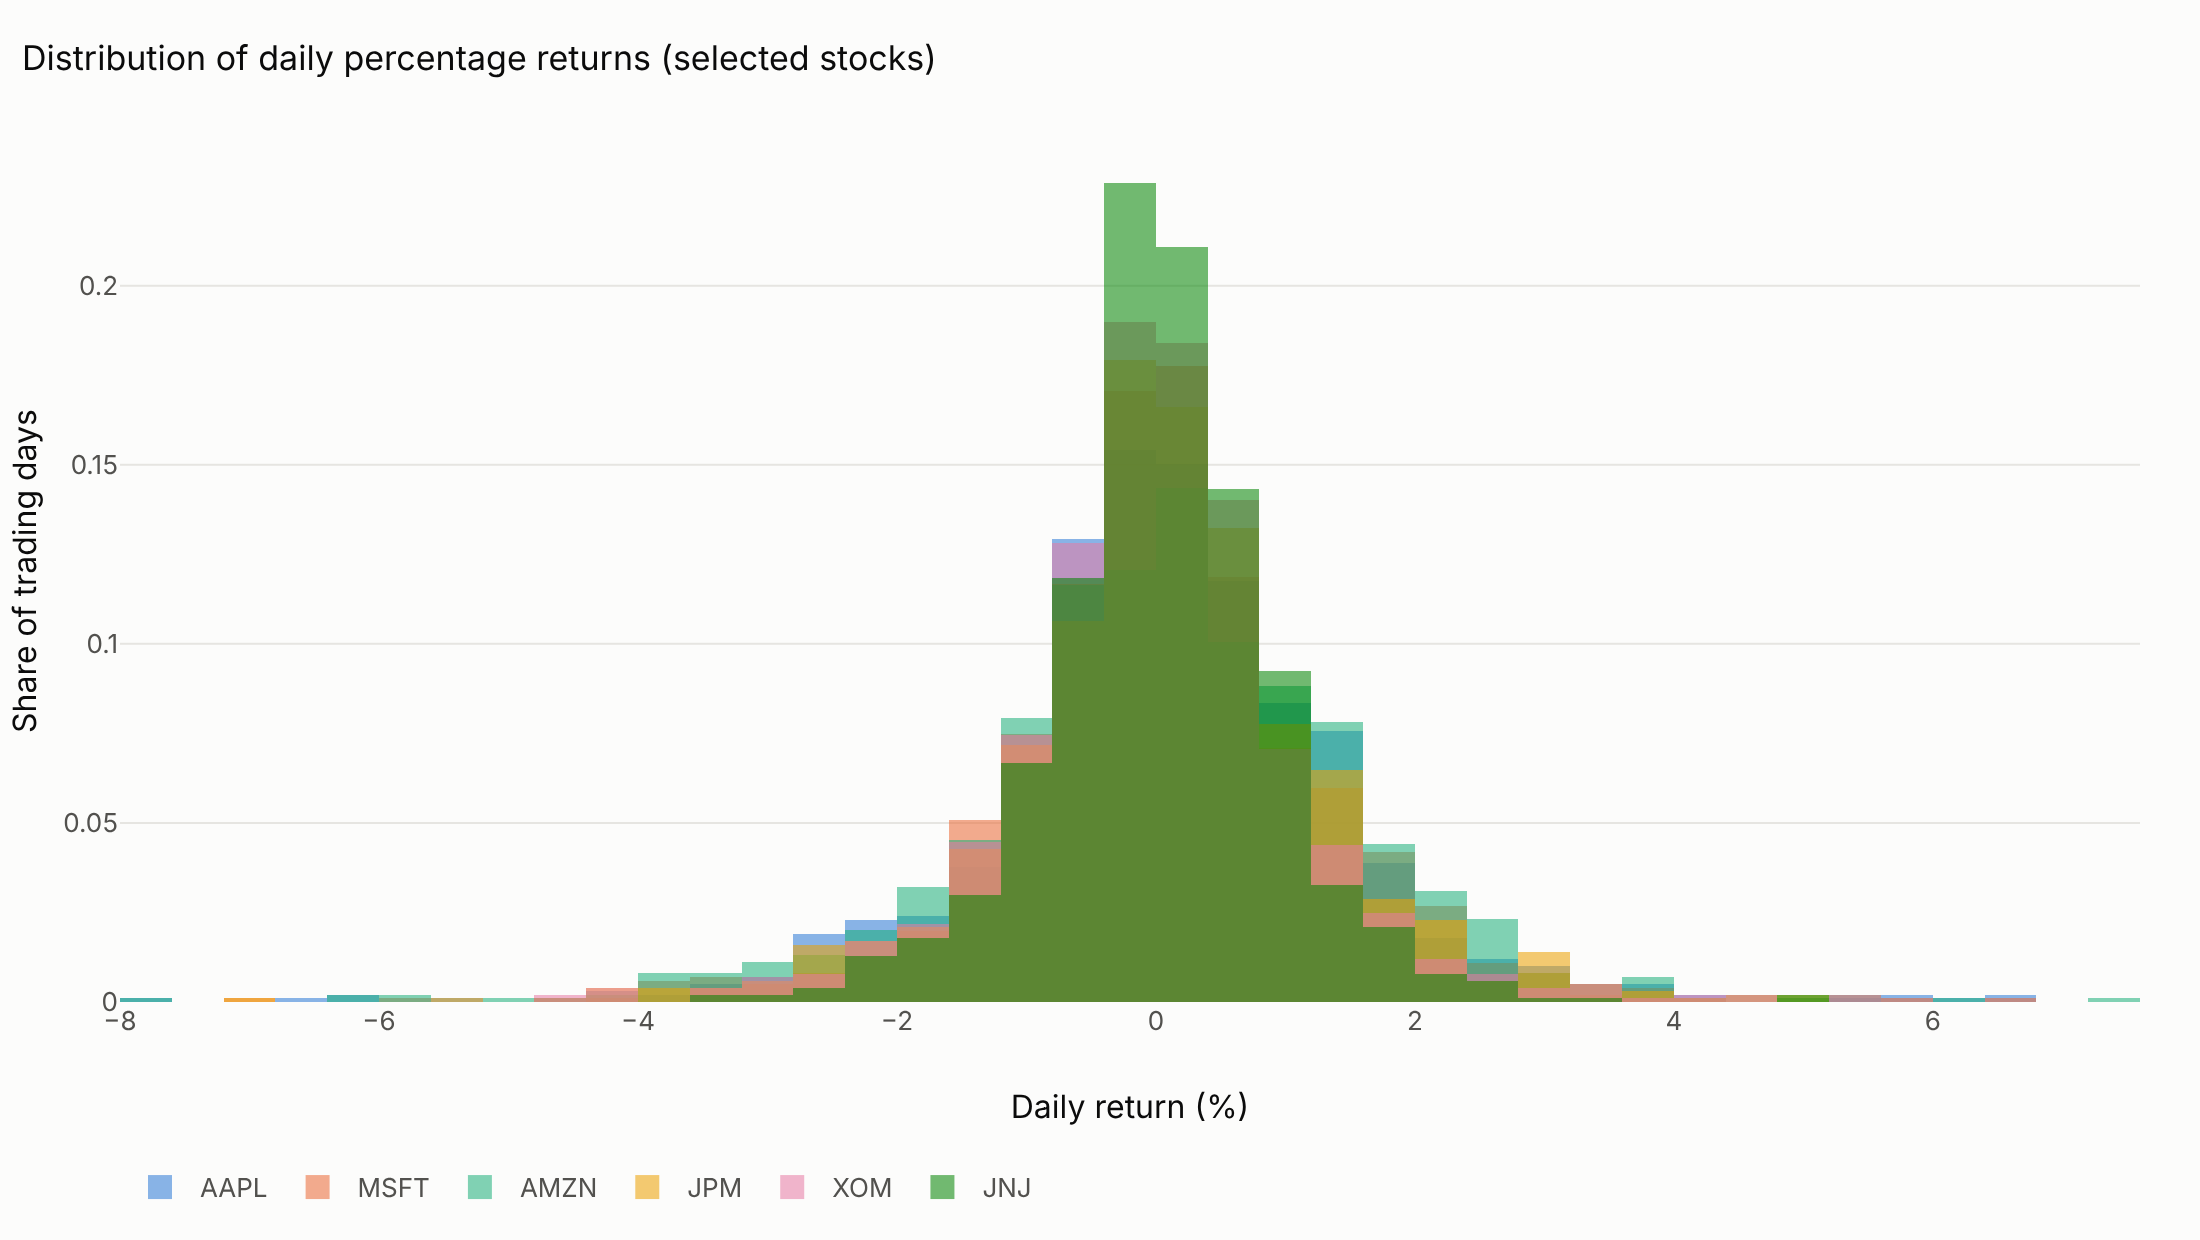 Distribution of daily percentage returns (selected stocks)
Share of trading days
0.2
0.15
0.1
0.05
0
−8 −6 −4 −2 0 2 4 6
Daily return (%)
AAPL MSFT AMZN JPM XOM JNJ